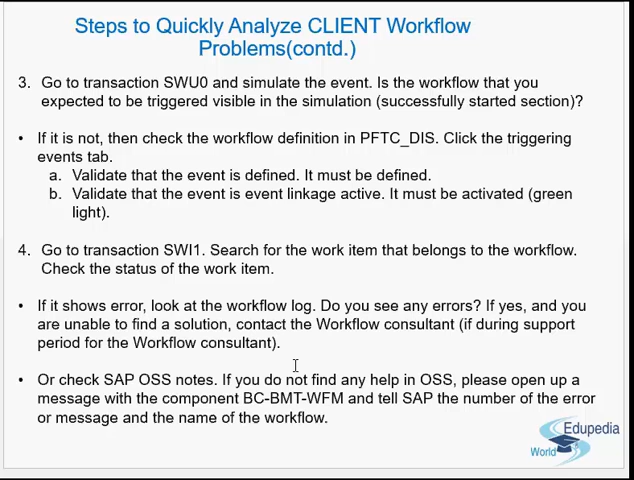 Steps to Quickly Analyze CLIENT Workflow
Problems(contd.)
3. Go to transaction SWU0 and simulate the event. Is the workflow that you
expected to be triggered visible in the simulation (successfully started section)?
• If it is not, then check the workflow definition in PFTC_DIS. Click the triggering
events tab.
a. Validate that the event is defined. It must be defined.
b. Validate that the event is event linkage active. It must be activated (green
light).
4. Go to transaction SWI1. Search for the work item that belongs to the workflow.
Check the status of the work item.
• If it shows error, look at the workflow log. Do you see any errors? If yes, and you
are unable to find a solution, contact the Workflow consultant (if during support
period for the Workflow consultant).
• Or check SAP OSS notes. If you do not find any help in OSS, please open up a
message with the component BC-BMT-WFM and tell SAP the number of the error
or message and the name of the workflow.
Edupedia
World